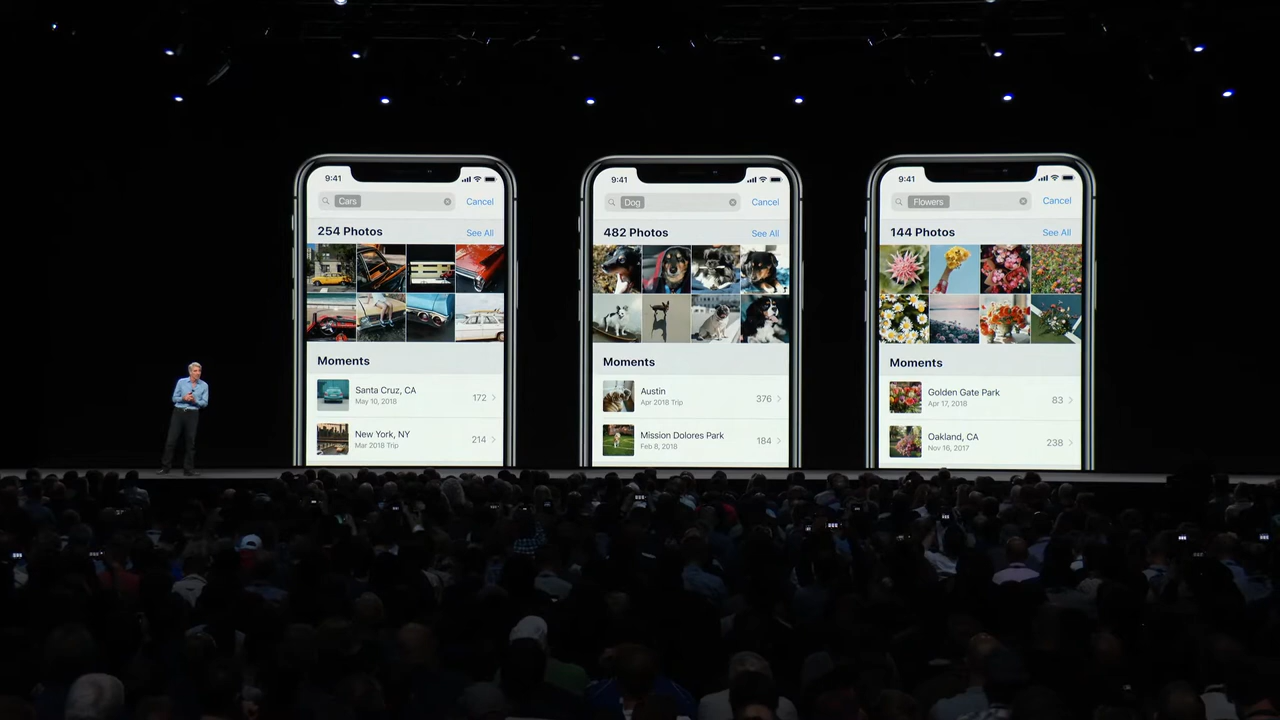 9:41
Cars
Cancel
254 Photos
See All
Moments
Santa Cruz, CA
May 10, 2018
172
New York, NY
Mar 2018 Trip
214
9:41
Dog
Cancel
482 Photos
See All
Moments
Austin
Apr 2018 Trip
376
Mission Dolores Park
Feb 8, 2018
184
9:41
Flowers
Cancel
144 Photos
See All
Moments
Golden Gate Park
Apr 17, 2018
83
Oakland, CA
Nov 16, 2017
238